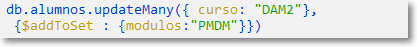 db.alumnos.updateMany({ curso: "DAM2"},
{$addToSet : {modulos:"PMDM"}})